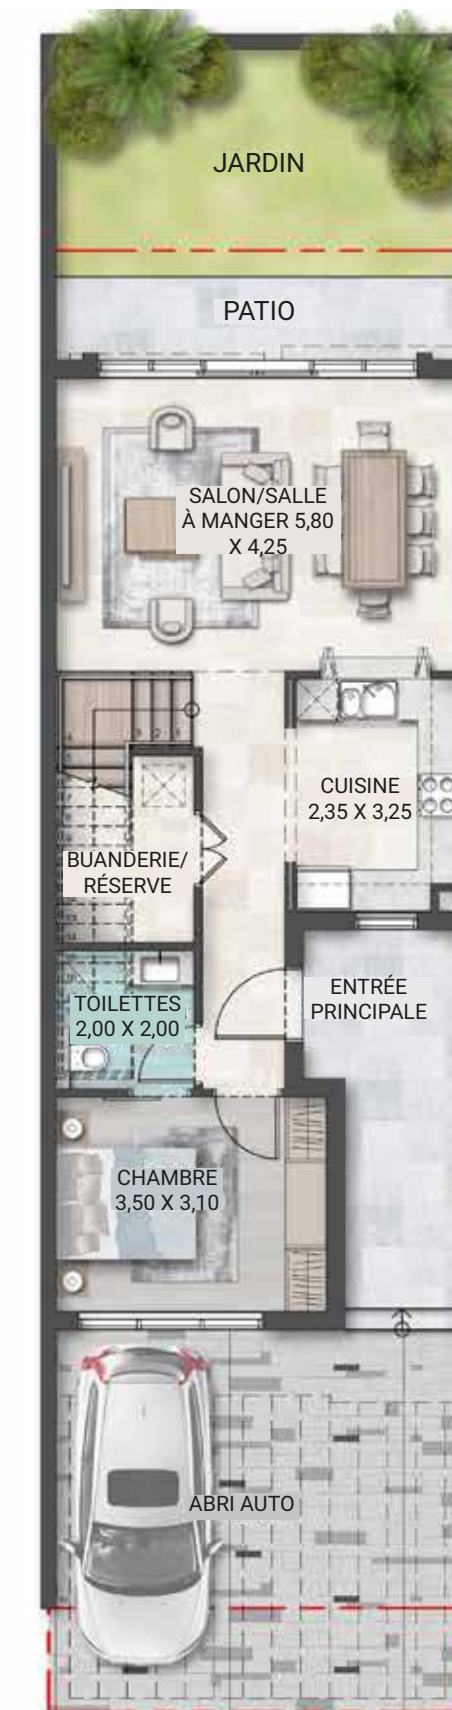 JARDIN
PATIO
SALON/SALLE
À MANGER 5,80
X 4,25
CUISINE
2,35 X 3,25
BUANDERIE/
RÉSERVE
TOILETTES
2,00 X 2,00
ENTRÉE
PRINCIPALE
CHAMBRE
3,50 X 3,10
ABRI AUTO